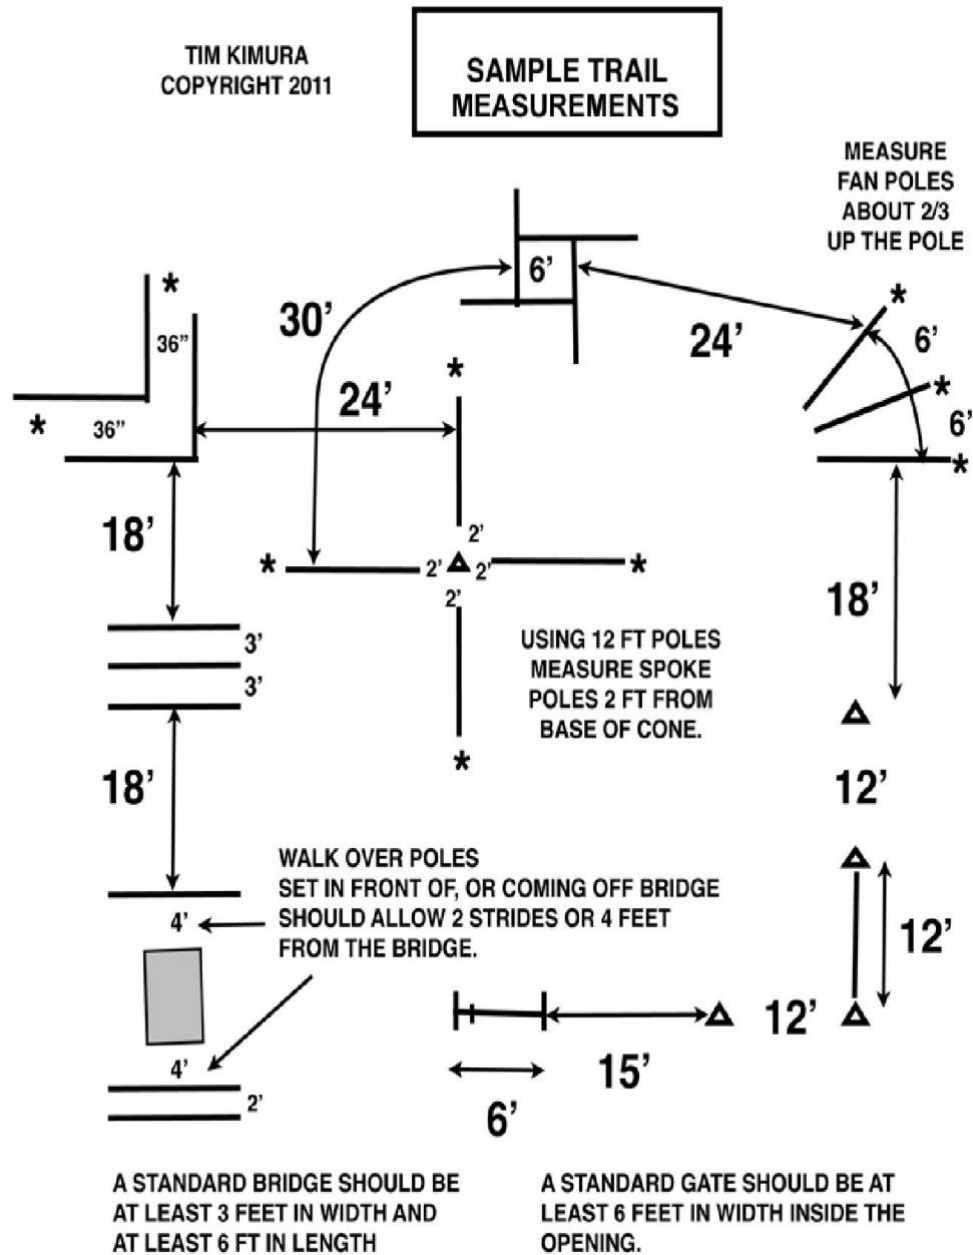 TIM KIMURA
COPYRIGHT 2011
SAMPLE TRAIL
MEASUREMENTS
MEASURE
FAN POLES
ABOUT 2/3
UP THE POLE
6’
*
*
30’
24’
6’
36”
*
24’
*
6’
*
36”
*
18’
2’
*
2’
2’
*
2’
18’
3’
USING 12 FT POLES
MEASURE SPOKE
POLES 2 FT FROM
BASE OF CONE.
3’
*
18’
12’
WALK OVER POLES
SET IN FRONT OF, OR COMING OFF BRIDGE
SHOULD ALLOW 2 STRIDES OR 4 FEET
FROM THE BRIDGE.
4’
12’
12’
15’
4’
6’
2’
A STANDARD BRIDGE SHOULD BE
AT LEAST 3 FEET IN WIDTH AND
AT LEAST 6 FT IN LENGTH
A STANDARD GATE SHOULD BE AT
LEAST 6 FEET IN WIDTH INSIDE THE
OPENING.